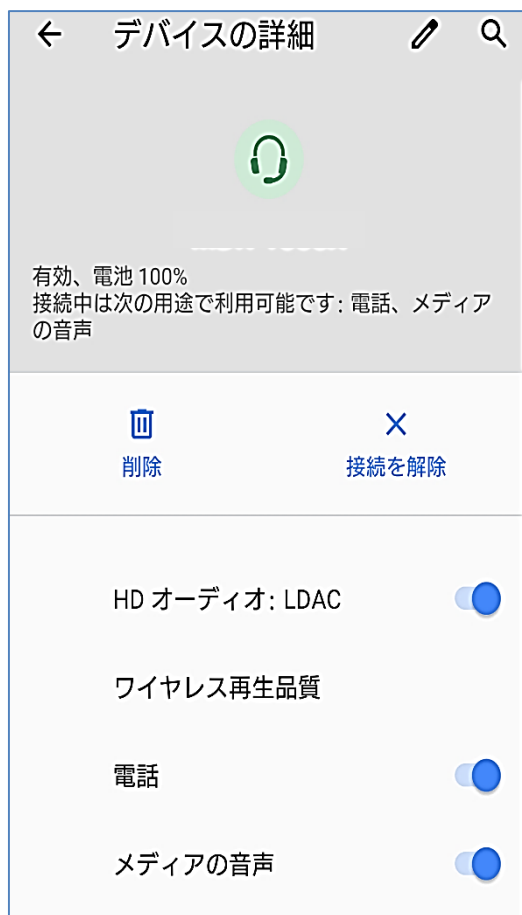 デバイスの詳細
有効、電池 100%
接続中は次の用途で利用可能です: 電話、メディア
の音声
削除
接続を解除
HD オーディオ: LDAC
ワイヤレス再生品質
電話
メディアの音声